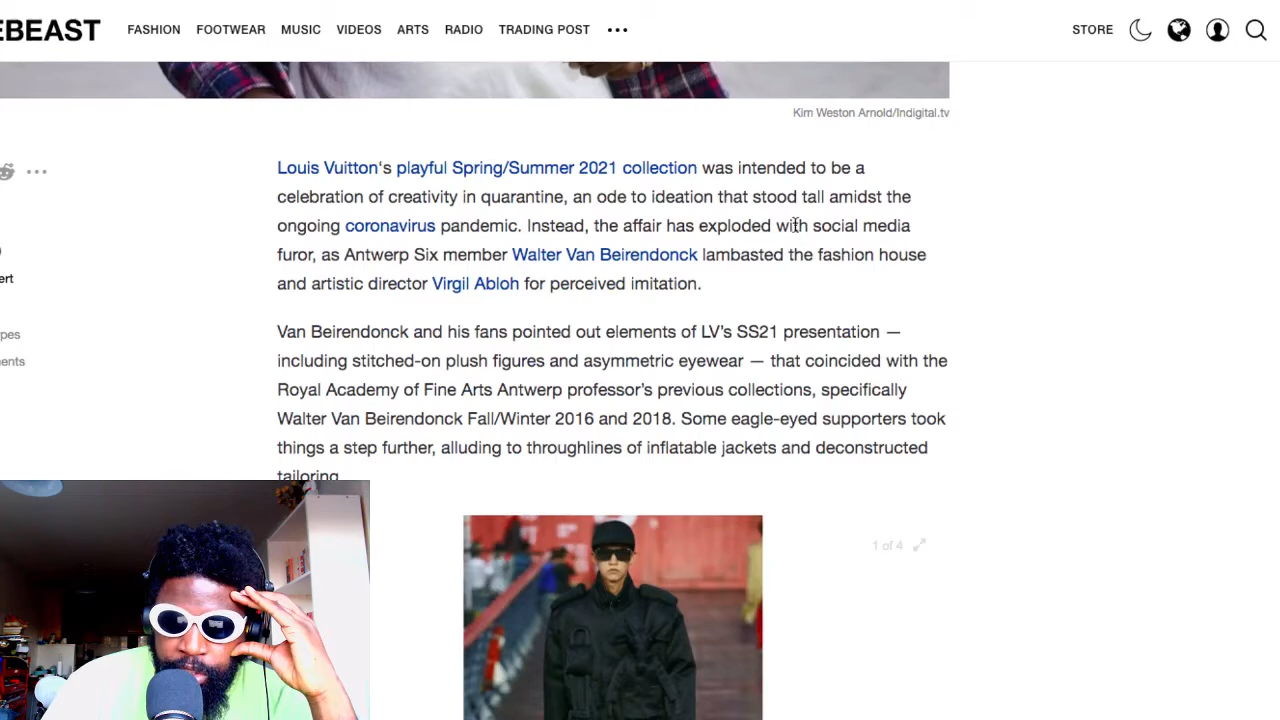 EBEAST FASHION FOOTWEAR MUSIC VIDEOS ARTS RADIO TRADING POST STORE
Kim Weston Arnold/Indigital.tv
Louis Vuitton's playful Spring/Summer 2021 collection was intended to be a
celebration of creativity in quarantine, an ode to ideation that stood tall amidst the
ongoing coronavirus pandemic. Instead, the affair has exploded with social media
furor, as Antwerp Six member Walter Van Beirendonck lambasted the fashion house
ert
and artistic director Virgil Abloh for perceived imitation.
Van Beirendonck and his fans pointed out elements of LV's SS21 presentation —
ypes
including stitched-on plush figures and asymmetric eyewear — that coincided with the
ents
Royal Academy of Fine Arts Antwerp professor's previous collections, specifically
Walter Van Beirendonck Fall/Winter 2016 and 2018. Some eagle-eyed supporters took
things a step further, alluding to throughlines of inflatable jackets and deconstructed
tailoring
1 of 4